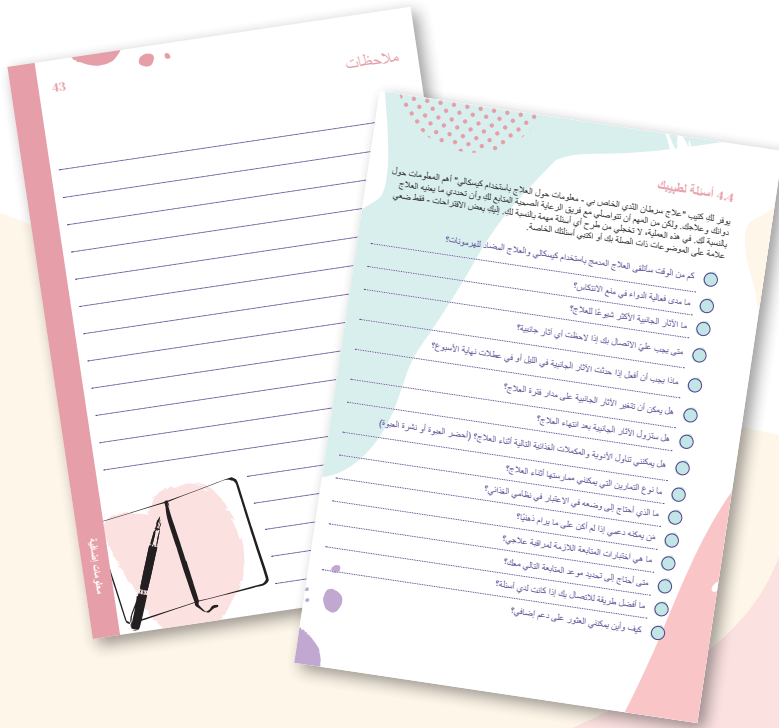 ملاحظات
43
معلومات إضافية
4.4 أسئلة لطبيبك
يوفر لك كتيب "علاج سرطان الثدي الخاص بي - معلومات حول العلاج باستخدام كيسكالي" أهم المعلومات حول
دوائك وعلاجك. ولكن من المهم أن تتواصلي مع فريق الرعاية الصحية المتابع لكِ وأن تحددي ما يعنيه العلاج
بالنسبة لك. في هذه العملية، لا تخجلي من طرح أي أسئلة مهمة بالنسبة لك. إليكِ بعض الاقتراحات - فقط ضعي
علامة على الموضوعات ذات الصلة بك أو اكتبي أسئلتك الخاصة.
كم من الوقت سأتلقى العلاج المدمج باستخدام كيسكالي والعلاج المضاد للهرمونات؟
ما مدى فعالية الدواء في منع الانتكاس؟
ما الآثار الجانبية الأكثر شيوعًا للعلاج؟
متى يجب عليّ الاتصال بك إذا لاحظت أي آثار جانبية؟
ماذا يجب أن أفعل إذا حدثت الآثار الجانبية في الليل أو في عطلات نهاية الأسبوع؟
هل يمكن أن تتغير الآثار الجانبية على مدار فترة العلاج؟
هل ستزول الآثار الجانبية بعد انتهاء العلاج؟
هل يمكنني تناول الأدوية والمكملات الغذائية التالية أثناء العلاج؟ (أحضر العبوة أو نشرة العبوة)
ما نوع التمارين التي يمكنني ممارستها أثناء العلاج؟
ما الذي أحتاج إلى وضعه في الاعتبار في نظامي الغذائي؟
مَن يمكنه دعمي إذا لم أكن على ما يرام ذهنيًا؟
ما هي اختبارات المتابعة اللازمة لمراقبة علاجي؟
متى أحتاج إلى تحديد موعد المتابعة التالي معك؟
ما أفضل طريقة للاتصال بك إذا كانت لدي أسئلة؟
كيف وأين يمكنني العثور على دعم إضافي؟